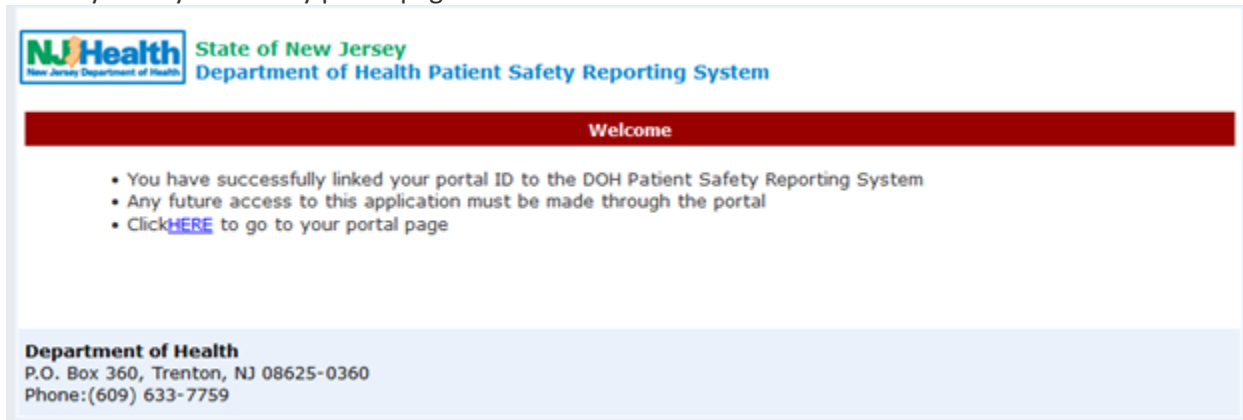 NJHealth
New Jersey Department of Health
State of New Jersey
Department of Health Patient Safety Reporting System
Welcome
• You have successfully linked your portal ID to the DOH Patient Safety Reporting System
• Any future access to this application must be made through the portal
• ClickHERE to go to your portal page
Department of Health
P.O. Box 360, Trenton, NJ 08625-0360
Phone:(609) 633-7759